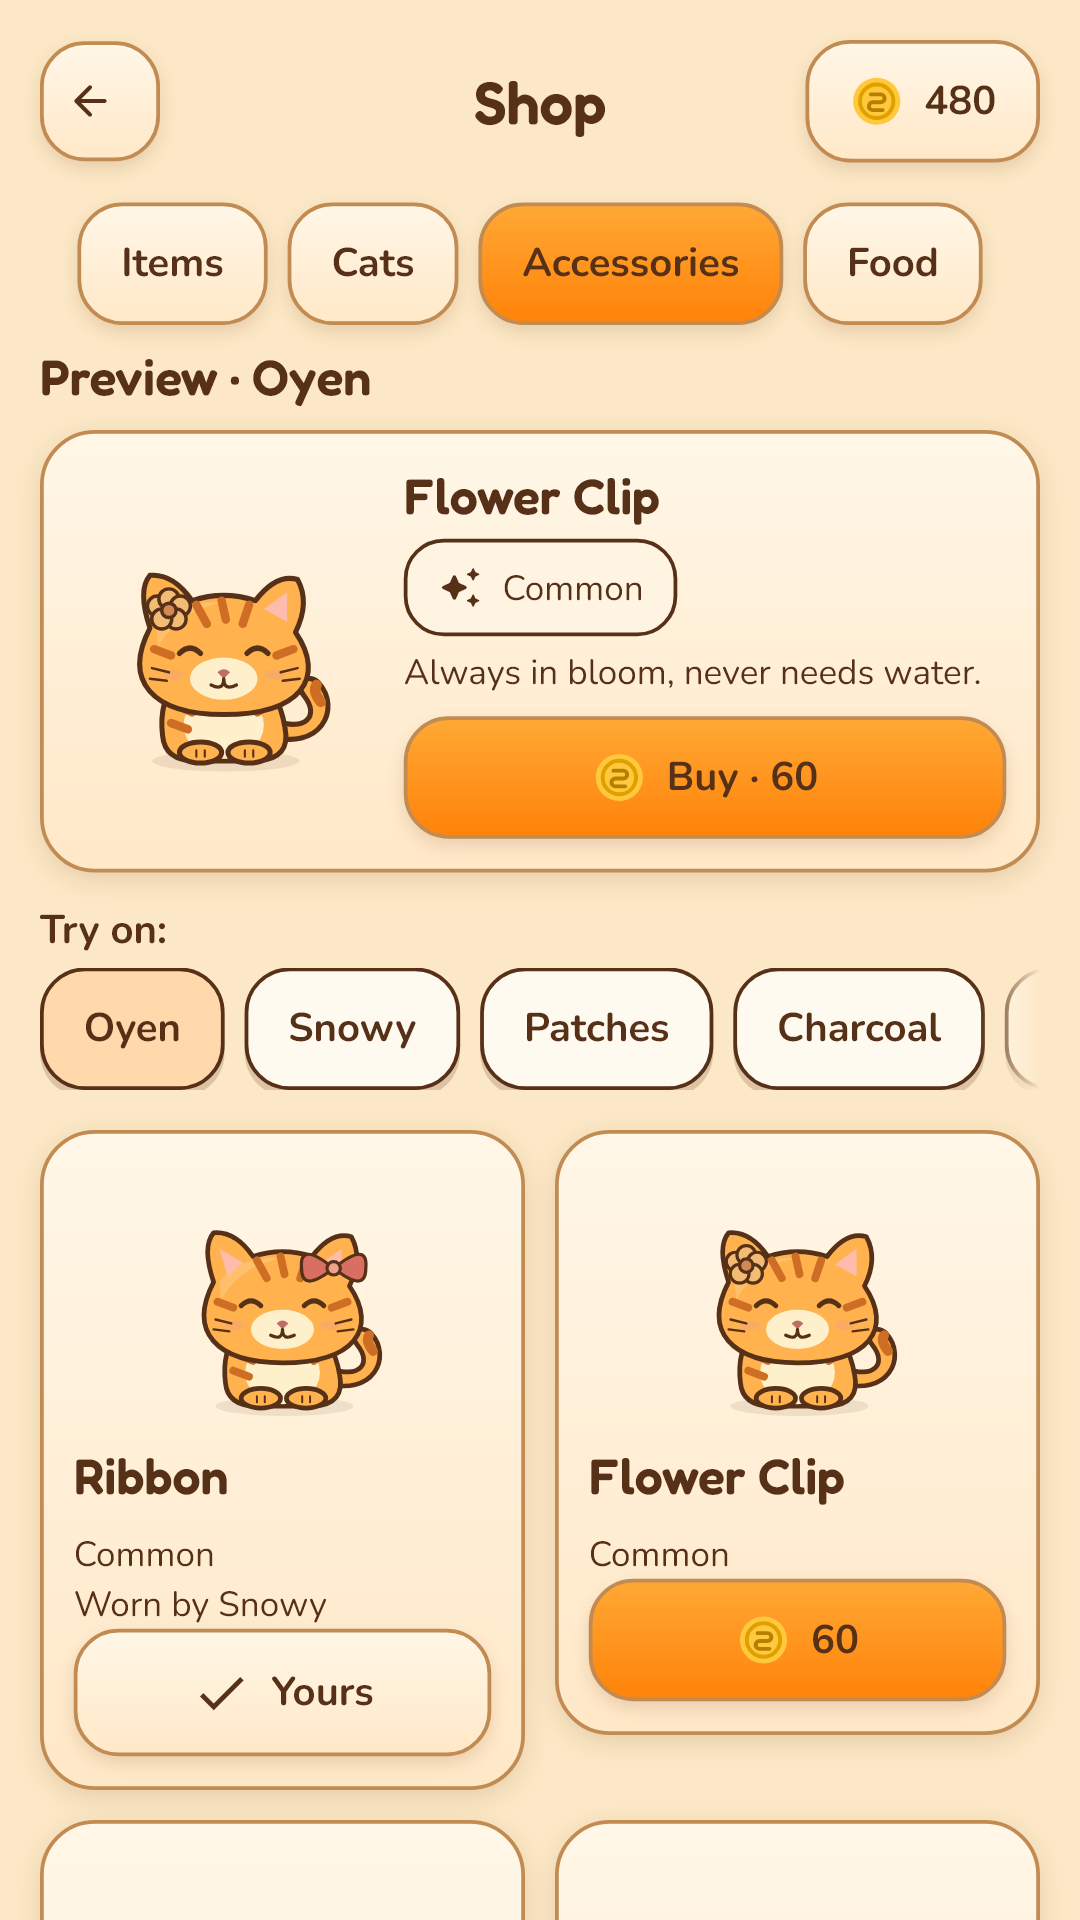 Shop
480
Items
Cats
Accessories
Food
Preview · Oyen
Flower Clip
Common
Always in bloom, never needs water.
Buy · 60
Try on:
Oyen
Snowy
Patches
Charcoal
Ribbon
Common
Worn by Snowy
Yours
Flower Clip
Common
60